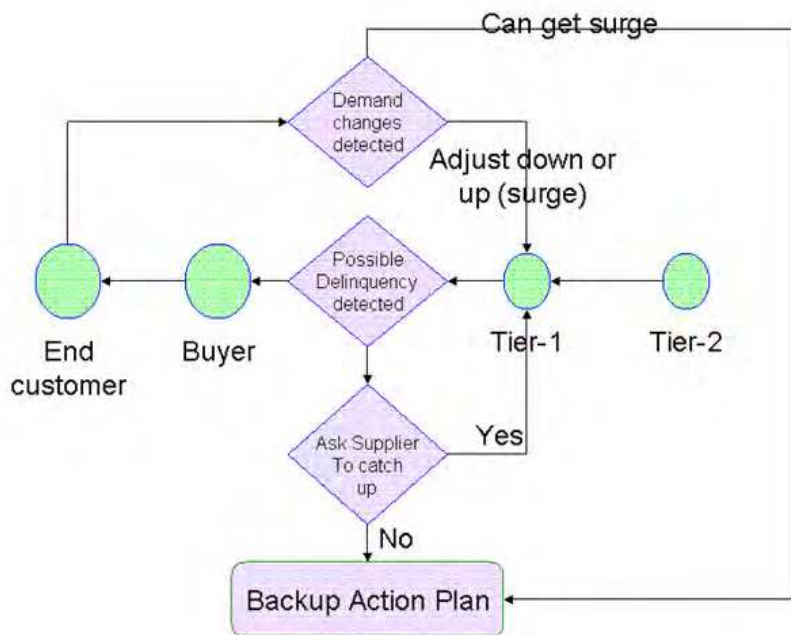 Can get surge
Demand
changes
detected
Adjust down or
up (surge)
Possible
Delinquency
detected
End
customer
Buyer
Tier-1
Tier-2
Ask Supplier
To catch
up
Yes
No
Backup Action Plan